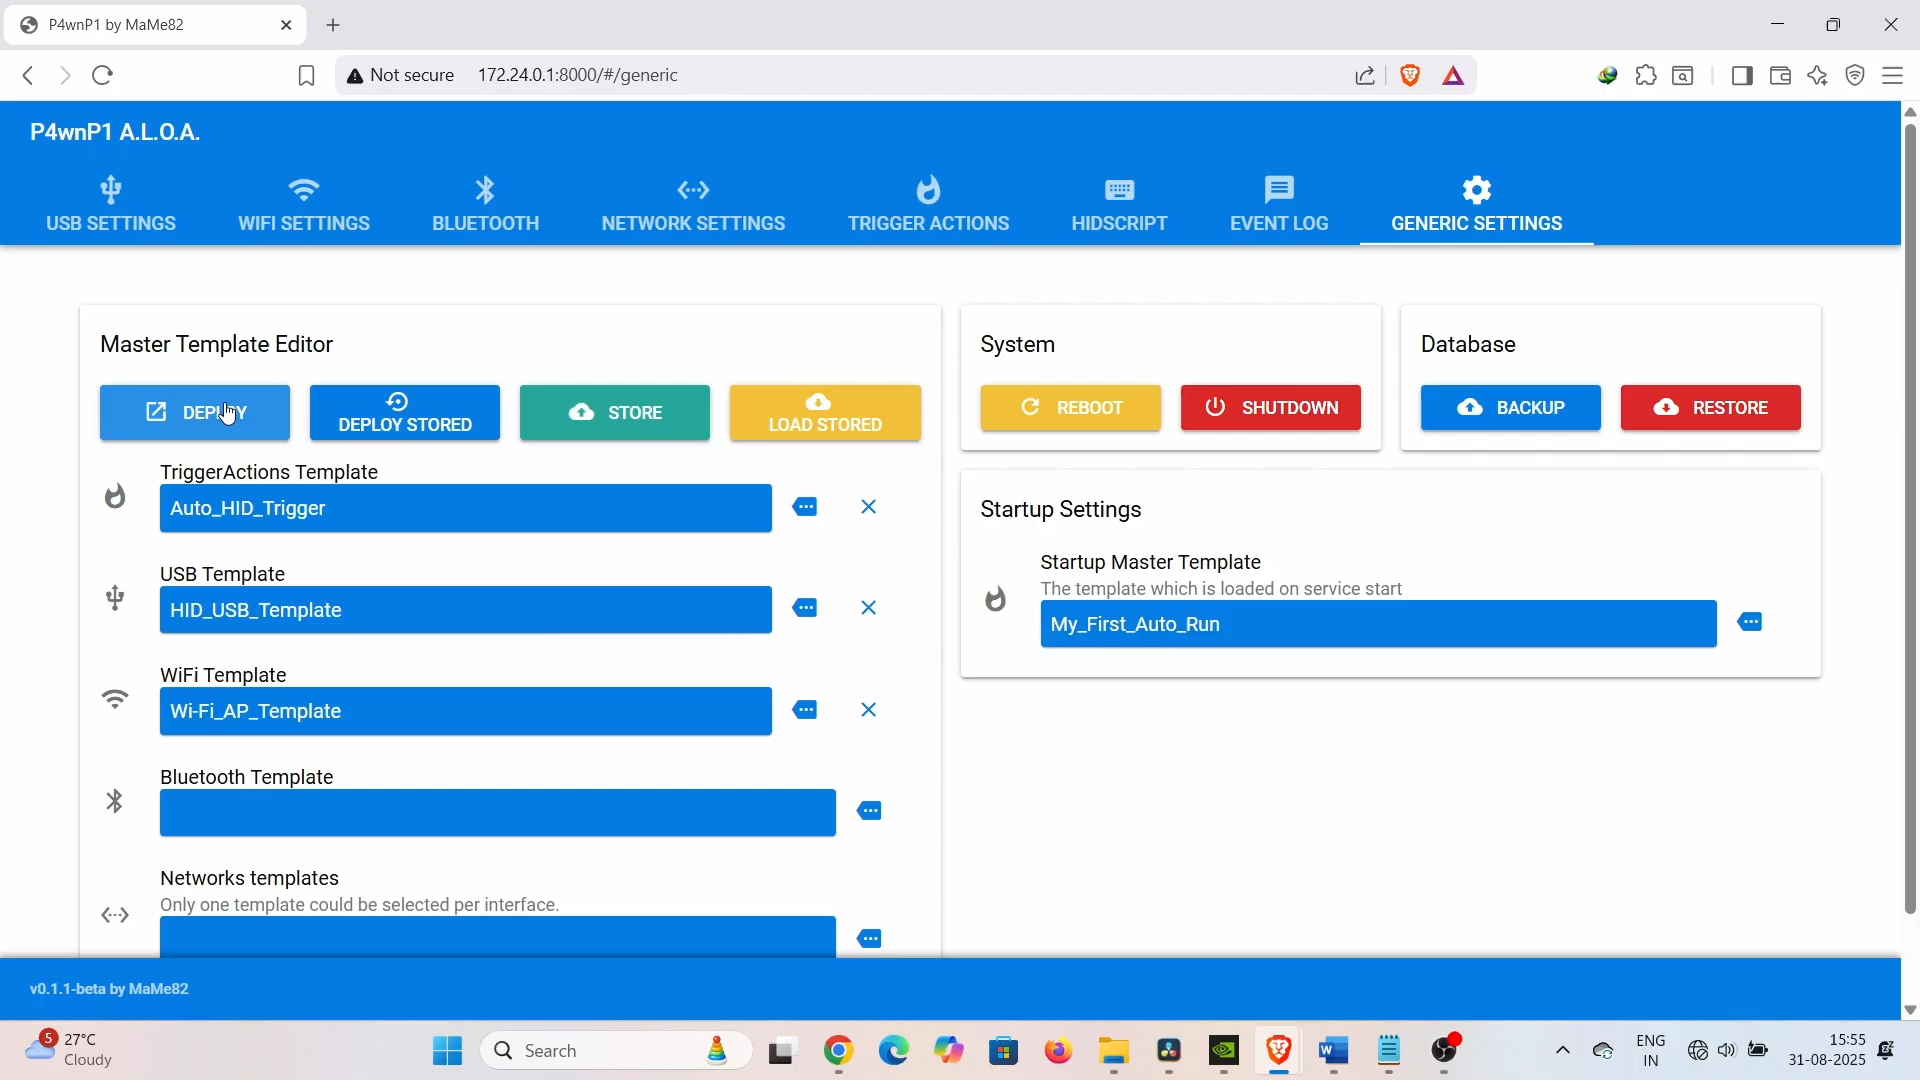 P4wnP1 by MaMe82
Not secure 172.24.0.1:8000/#/generic
P4wnP1 A.L.O.A.
USB SETTINGS
WIFI SETTINGS
BLUETOOTH
NETWORK SETTINGS
TRIGGER ACTIONS
HIDSCRIPT
EVENT LOG
GENERIC SETTINGS
Master Template Editor
DEPLOY
DEPLOY STORED
STORE
LOAD STORED
TriggerActions Template
Auto_HID_Trigger
USB Template
HID_USB_Template
WiFi Template
Wi-Fi_AP_Template
Bluetooth Template
Networks templates
Only one template could be selected per interface.
System
REBOOT
SHUTDOWN
Database
BACKUP
RESTORE
Startup Settings
Startup Master Template
The template which is loaded on service start
My_First_Auto_Run
v0.1.1-beta by MaMe82
5
27°C
Cloudy
Search
ENG
IN
15:55
31-08-2025